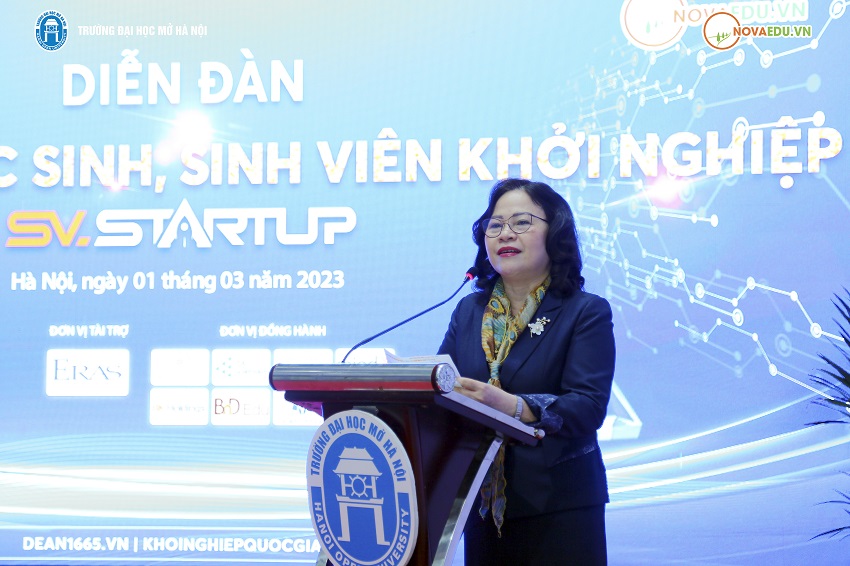 TRƯỜNG ĐẠI HỌC MỞ HÀ NỘI
NOVAEDU.VN
NOVAEDU.VN
DIỄN ĐÀN
C SINH, SINH VIÊN KHỞI NGHIỆP
SV.STARTUP
Hà Nội, ngày 01 tháng 03 năm 2023
ĐƠN VỊ TÀI TRỢ
ĐƠN VỊ ĐỒNG HÀNH
ERAS
TRƯỜNG ĐẠI HỌC MỞ HÀ NỘI
HANOI OPEN UNIVERSITY
DEAN1665.VN | KHOINGHIEPQUOCGIA